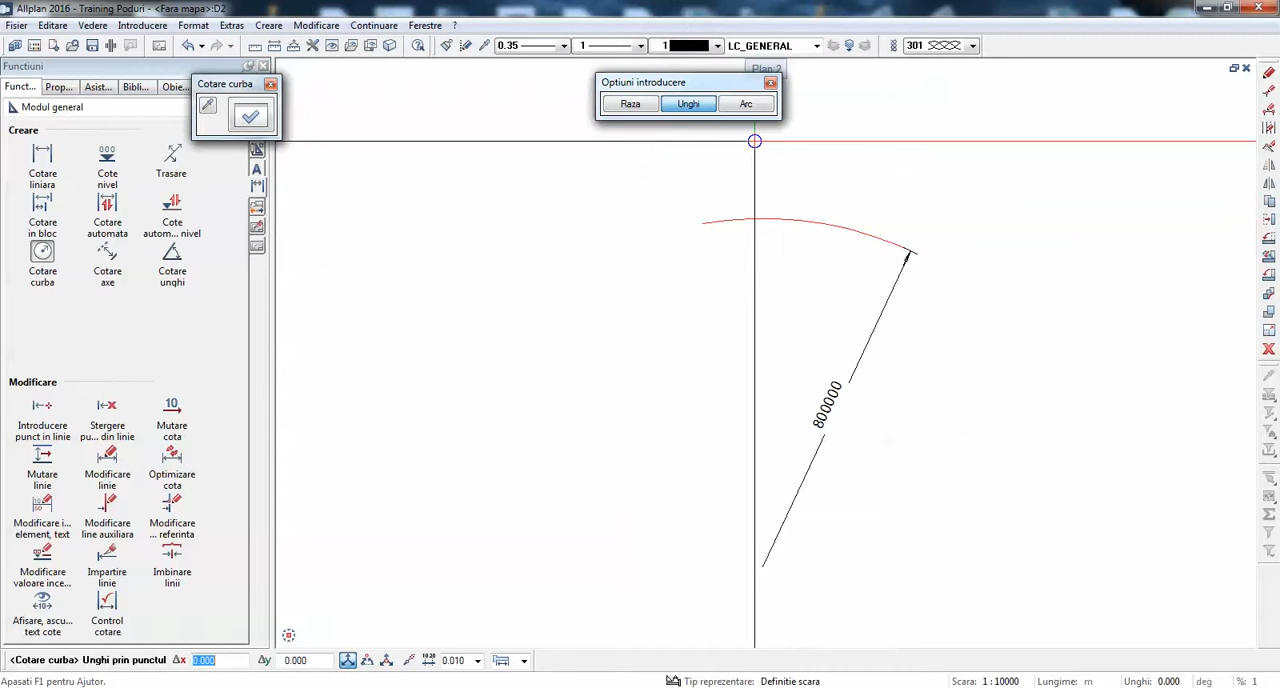 Allplan 2016 - Training Poduri - <Fara mapa>:D2
Fisier Editare Vedere Introducere Format Extras Creare Modificare Continuare Ferestre ?
0.35 1 1 LC_GENERAL 301
Functiuni
Funct... Prop... Asist... Bibli... Obie...
Modul general
Cotare curba
Optiuni introducere
Raza Unghi Arc
Plan:2
Creare
Cotare liniara
Cote nivel
Trasare
Cotare in bloc
Cotare automata
Cote autom... nivel
Cotare curba
Cotare axe
Cotare unghi
800000
Modificare
Introducere punct in linie
Stergere pu... din linie
Mutare cota
Mutare linie
Modificare linie
Optimizare cota
Modificare i... element, text
Modificare line auxiliara
Modificare ... referinta
Modificare valoare ince...
Impartire linie
Imbinare linii
Afisare, ascu... text cote
Control cotare
<Cotare curba> Unghi prin punctul Δx 0.000 Δy 0.000 0.010
Apasati F1 pentru Ajutor. Tip reprezentare: Definitie scara Scara: 1 : 10000 Lungime: m Unghi: 0.000 deg %: 1